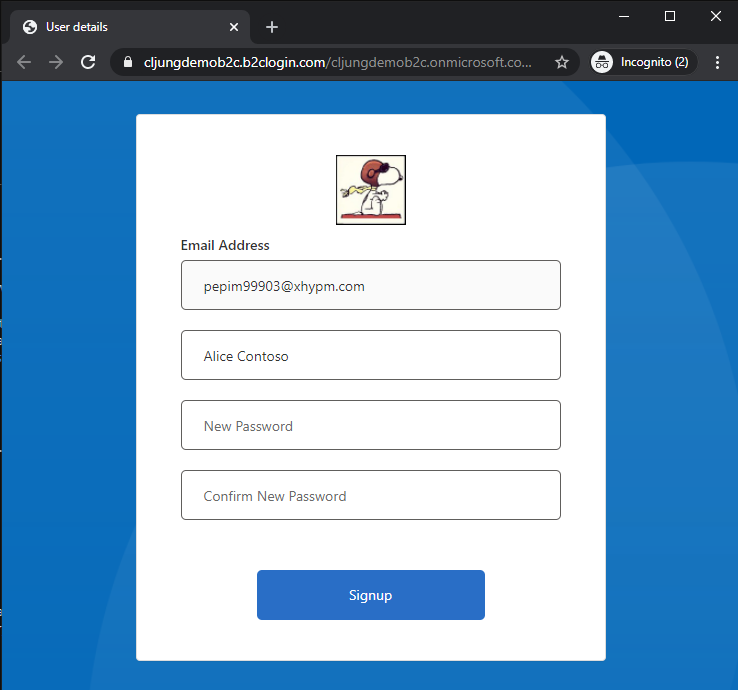 User details
cljungdemob2c.b2clogin.com/cljungdemob2c.onmicrosoft.co...
Incognito (2)
Email Address
pepim99903@xhypm.com
Alice Contoso
New Password
Confirm New Password
Signup